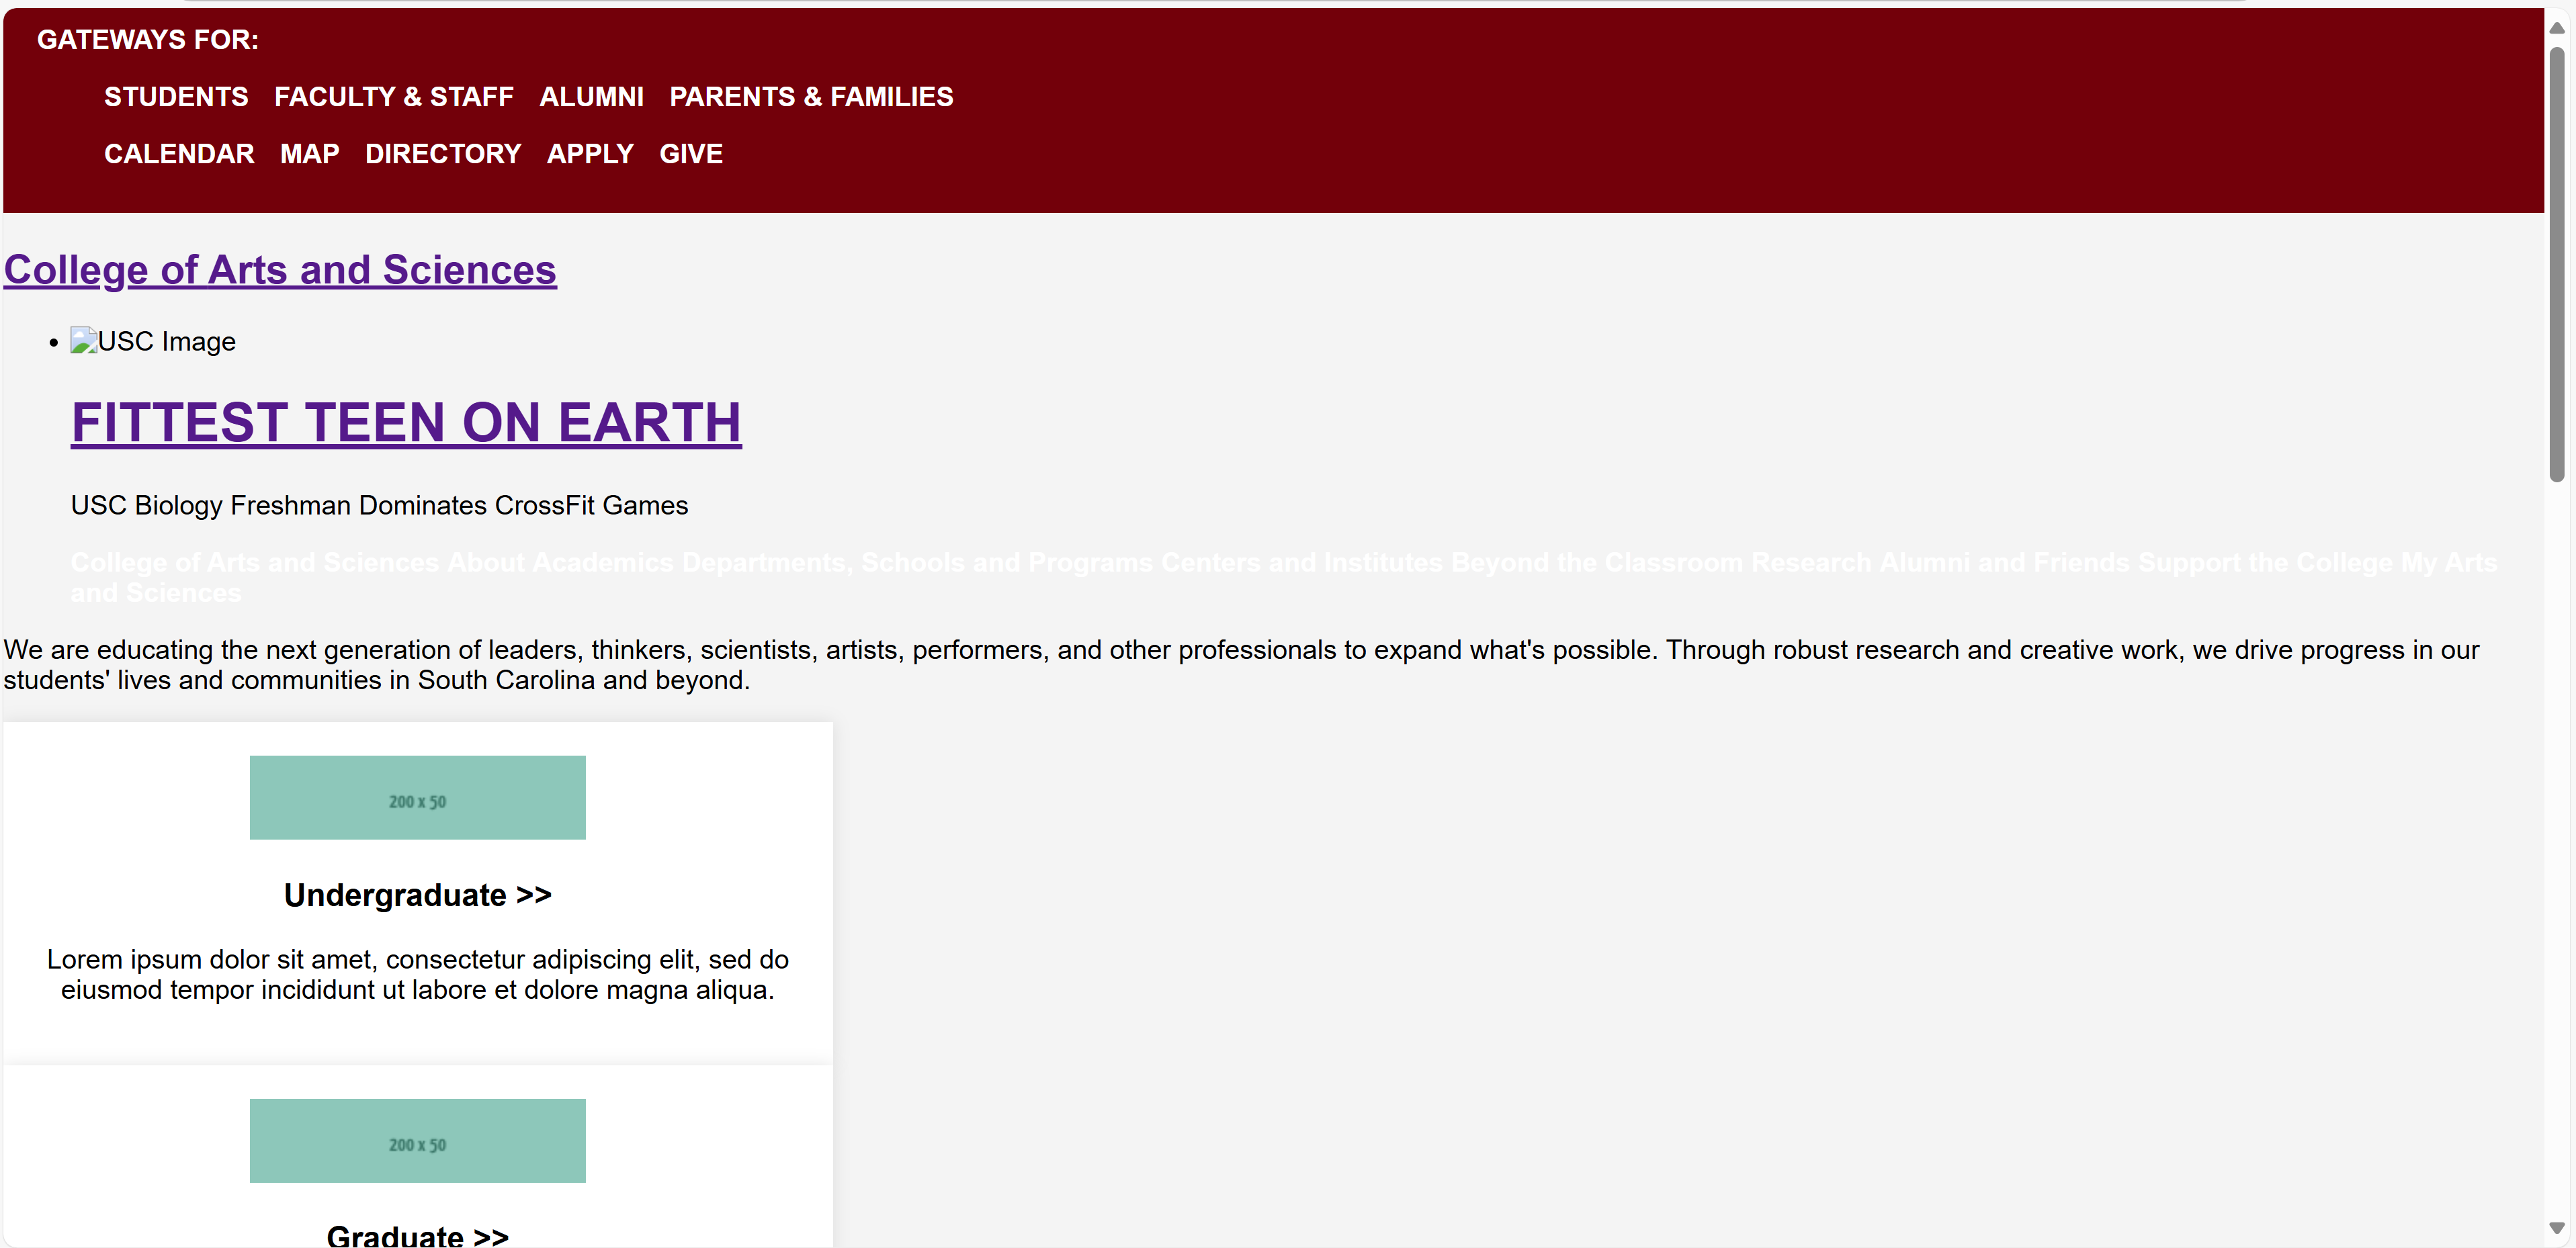 GATEWAYS FOR:
STUDENTS FACULTY & STAFF ALUMNI PARENTS & FAMILIES
CALENDAR MAP DIRECTORY APPLY GIVE
College of Arts and Sciences
USC Image
FITTEST TEEN ON EARTH
USC Biology Freshman Dominates CrossFit Games
College of Arts and Sciences About Academics Departments, Schools and Programs Centers and Institutes Beyond the Classroom Research Alumni and Friends Support the College My Arts
and Sciences
We are educating the next generation of leaders, thinkers, scientists, artists, performers, and other professionals to expand what's possible. Through robust research and creative work, we drive progress in our
students' lives and communities in South Carolina and beyond.
200 x 50
Undergraduate >>
Lorem ipsum dolor sit amet, consectetur adipiscing elit, sed do
eiusmod tempor incididunt ut labore et dolore magna aliqua.
200 x 50
Graduate >>